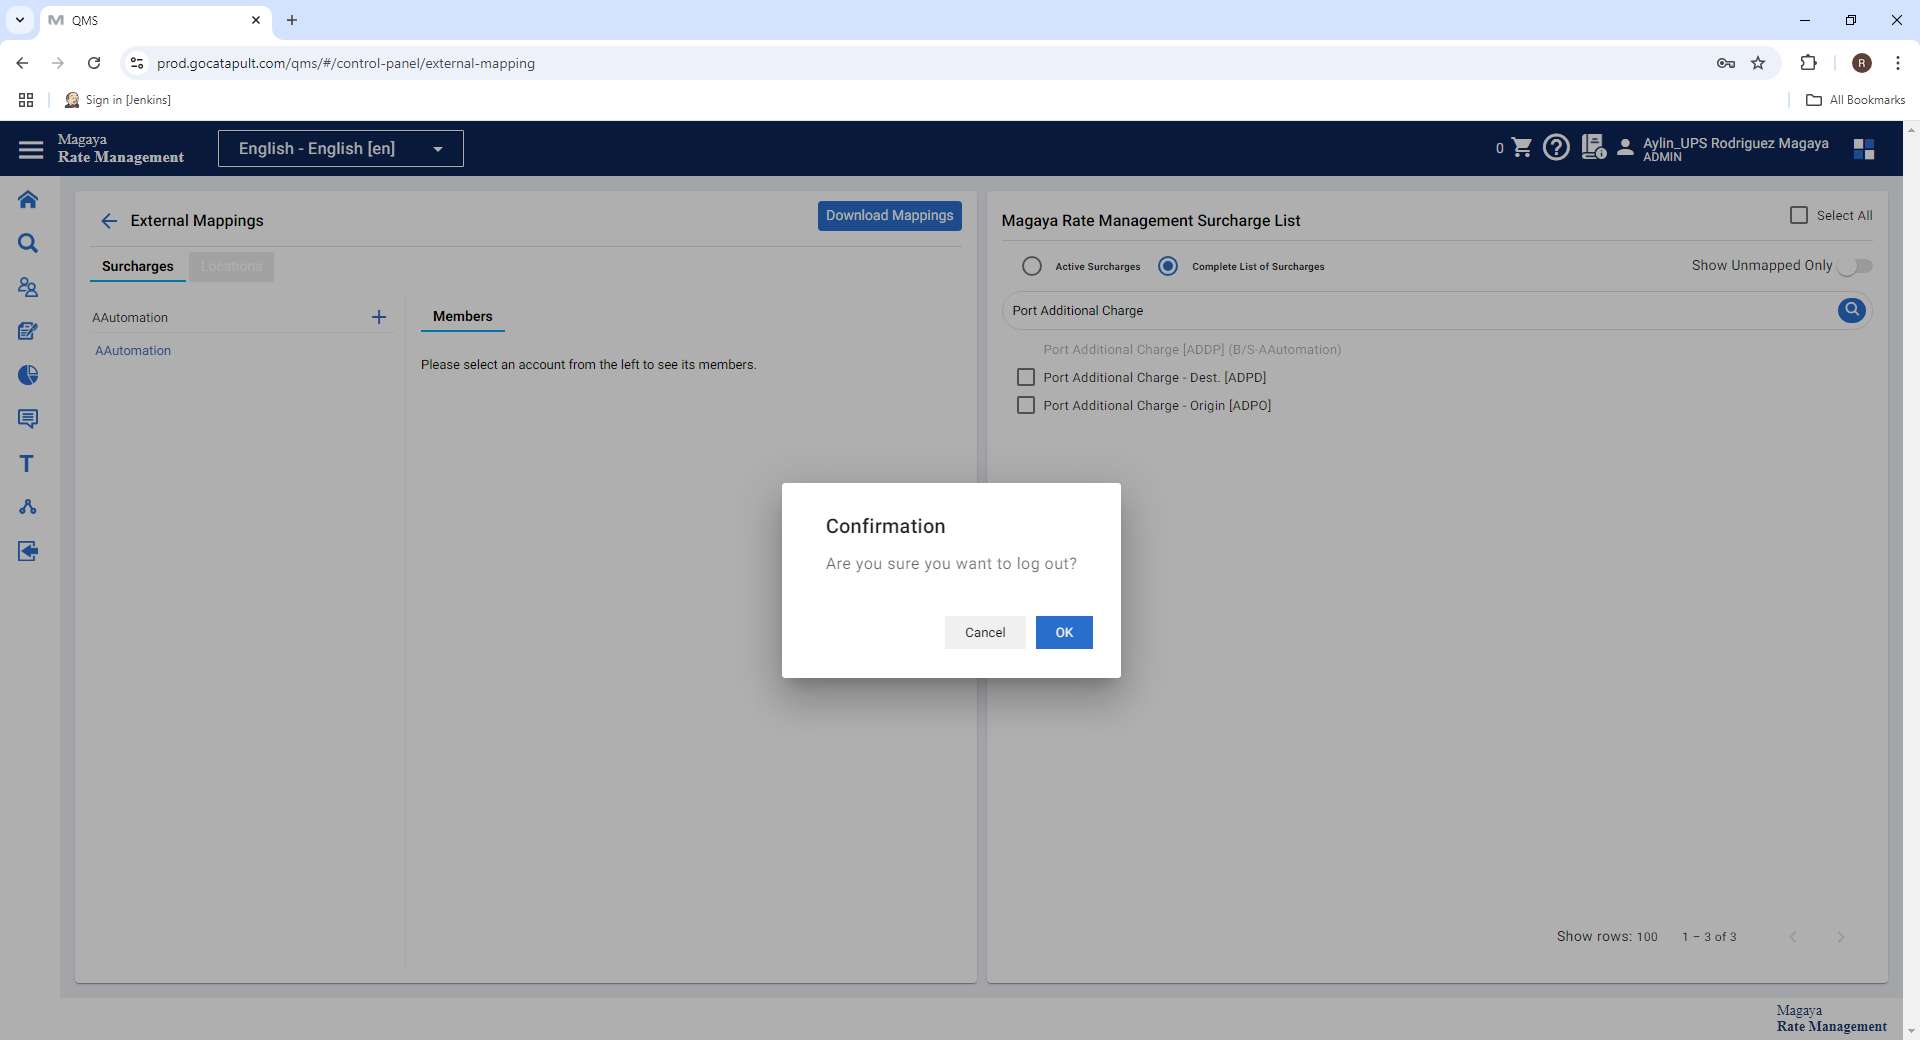 QMS
prod.gocatapult.com/qms/#/control-panel/external-mapping
R
Sign in [Jenkins]
All Bookmarks
Magaya
Rate Management
English - English [en]
0
Aylin_UPS Rodriguez Magaya
ADMIN
External Mappings
Download Mappings
Surcharges
Locations
AAutomation
AAutomation
Members
Please select an account from the left to see its members.
Magaya Rate Management Surcharge List
Select All
Active Surcharges
Complete List of Surcharges
Show Unmapped Only
Port Additional Charge
Port Additional Charge [ADDP] (B/S-AAutomation)
Port Additional Charge - Dest. [ADPD]
Port Additional Charge - Origin [ADPO]
Confirmation
Are you sure you want to log out?
Cancel
OK
Show rows: 100
1 – 3 of 3
Magaya
Rate Management